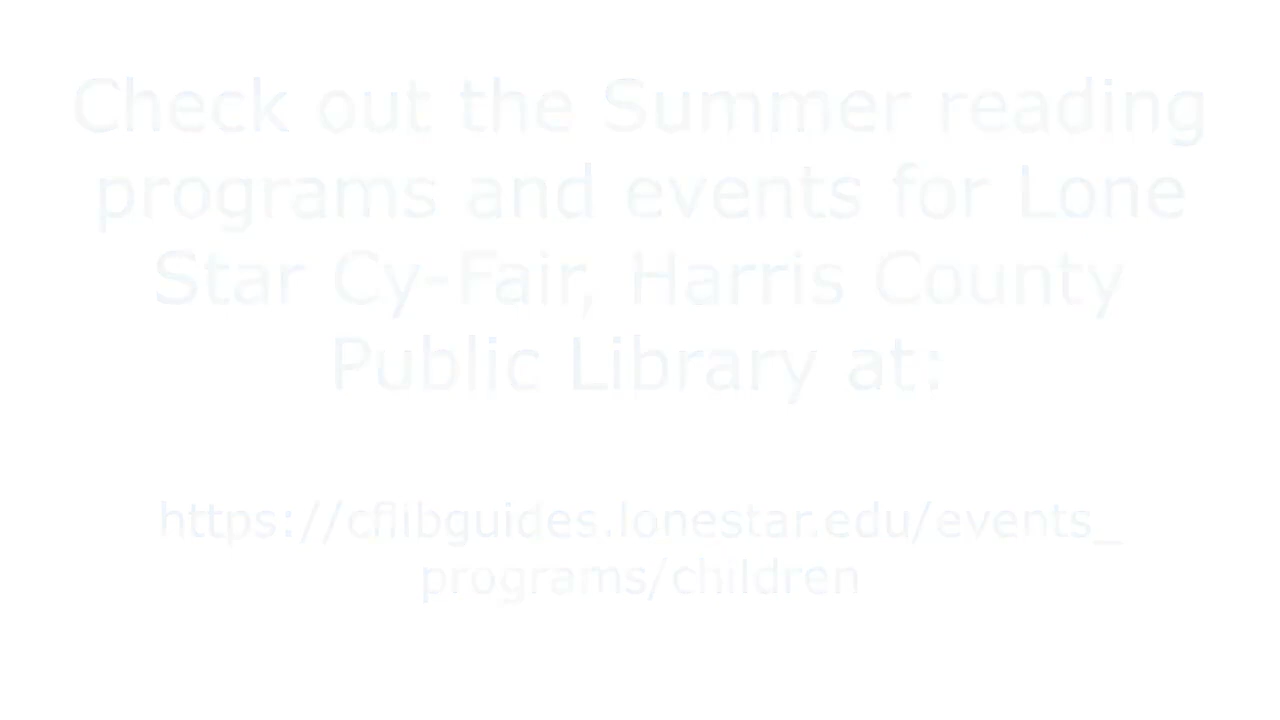 Check out the Summer reading
programs and events for Lone
Star Cy-Fair, Harris County
Public Library at:
https://cflibguides.lonestar.edu/events_
programs/children